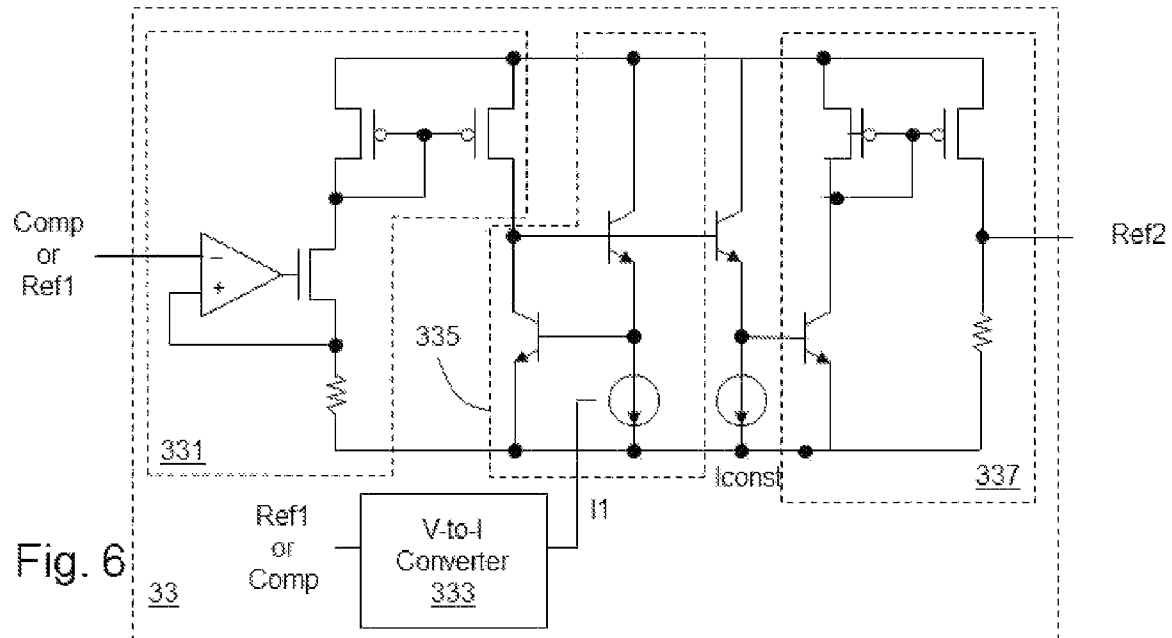 Comp
or
Ref1
−
+
331
335
Ref2
Iconst
337
I1
Ref1
or
Comp
V-to-I
Converter
333
Fig. 6
33